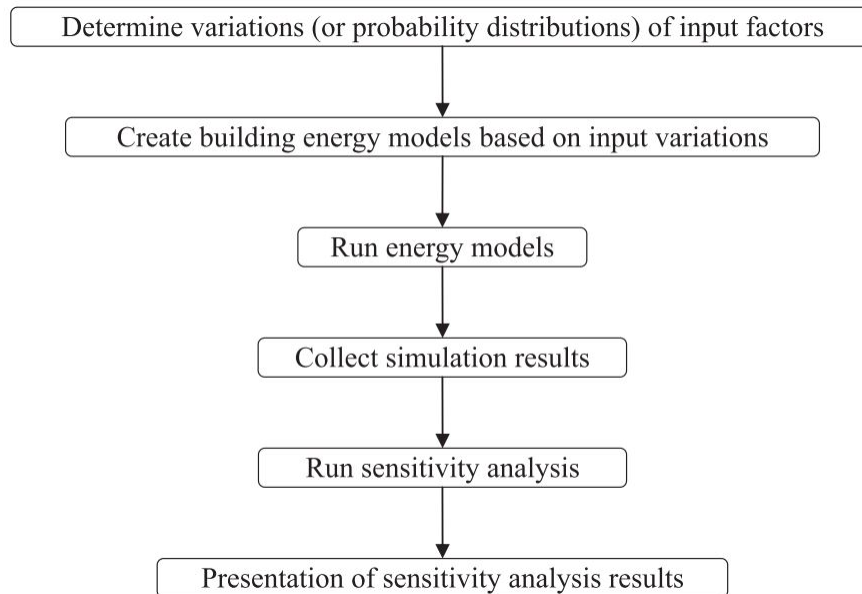 Determine variations (or probability distributions) of input factors
Create building energy models based on input variations
Run energy models
Collect simulation results
Run sensitivity analysis
Presentation of sensitivity analysis results